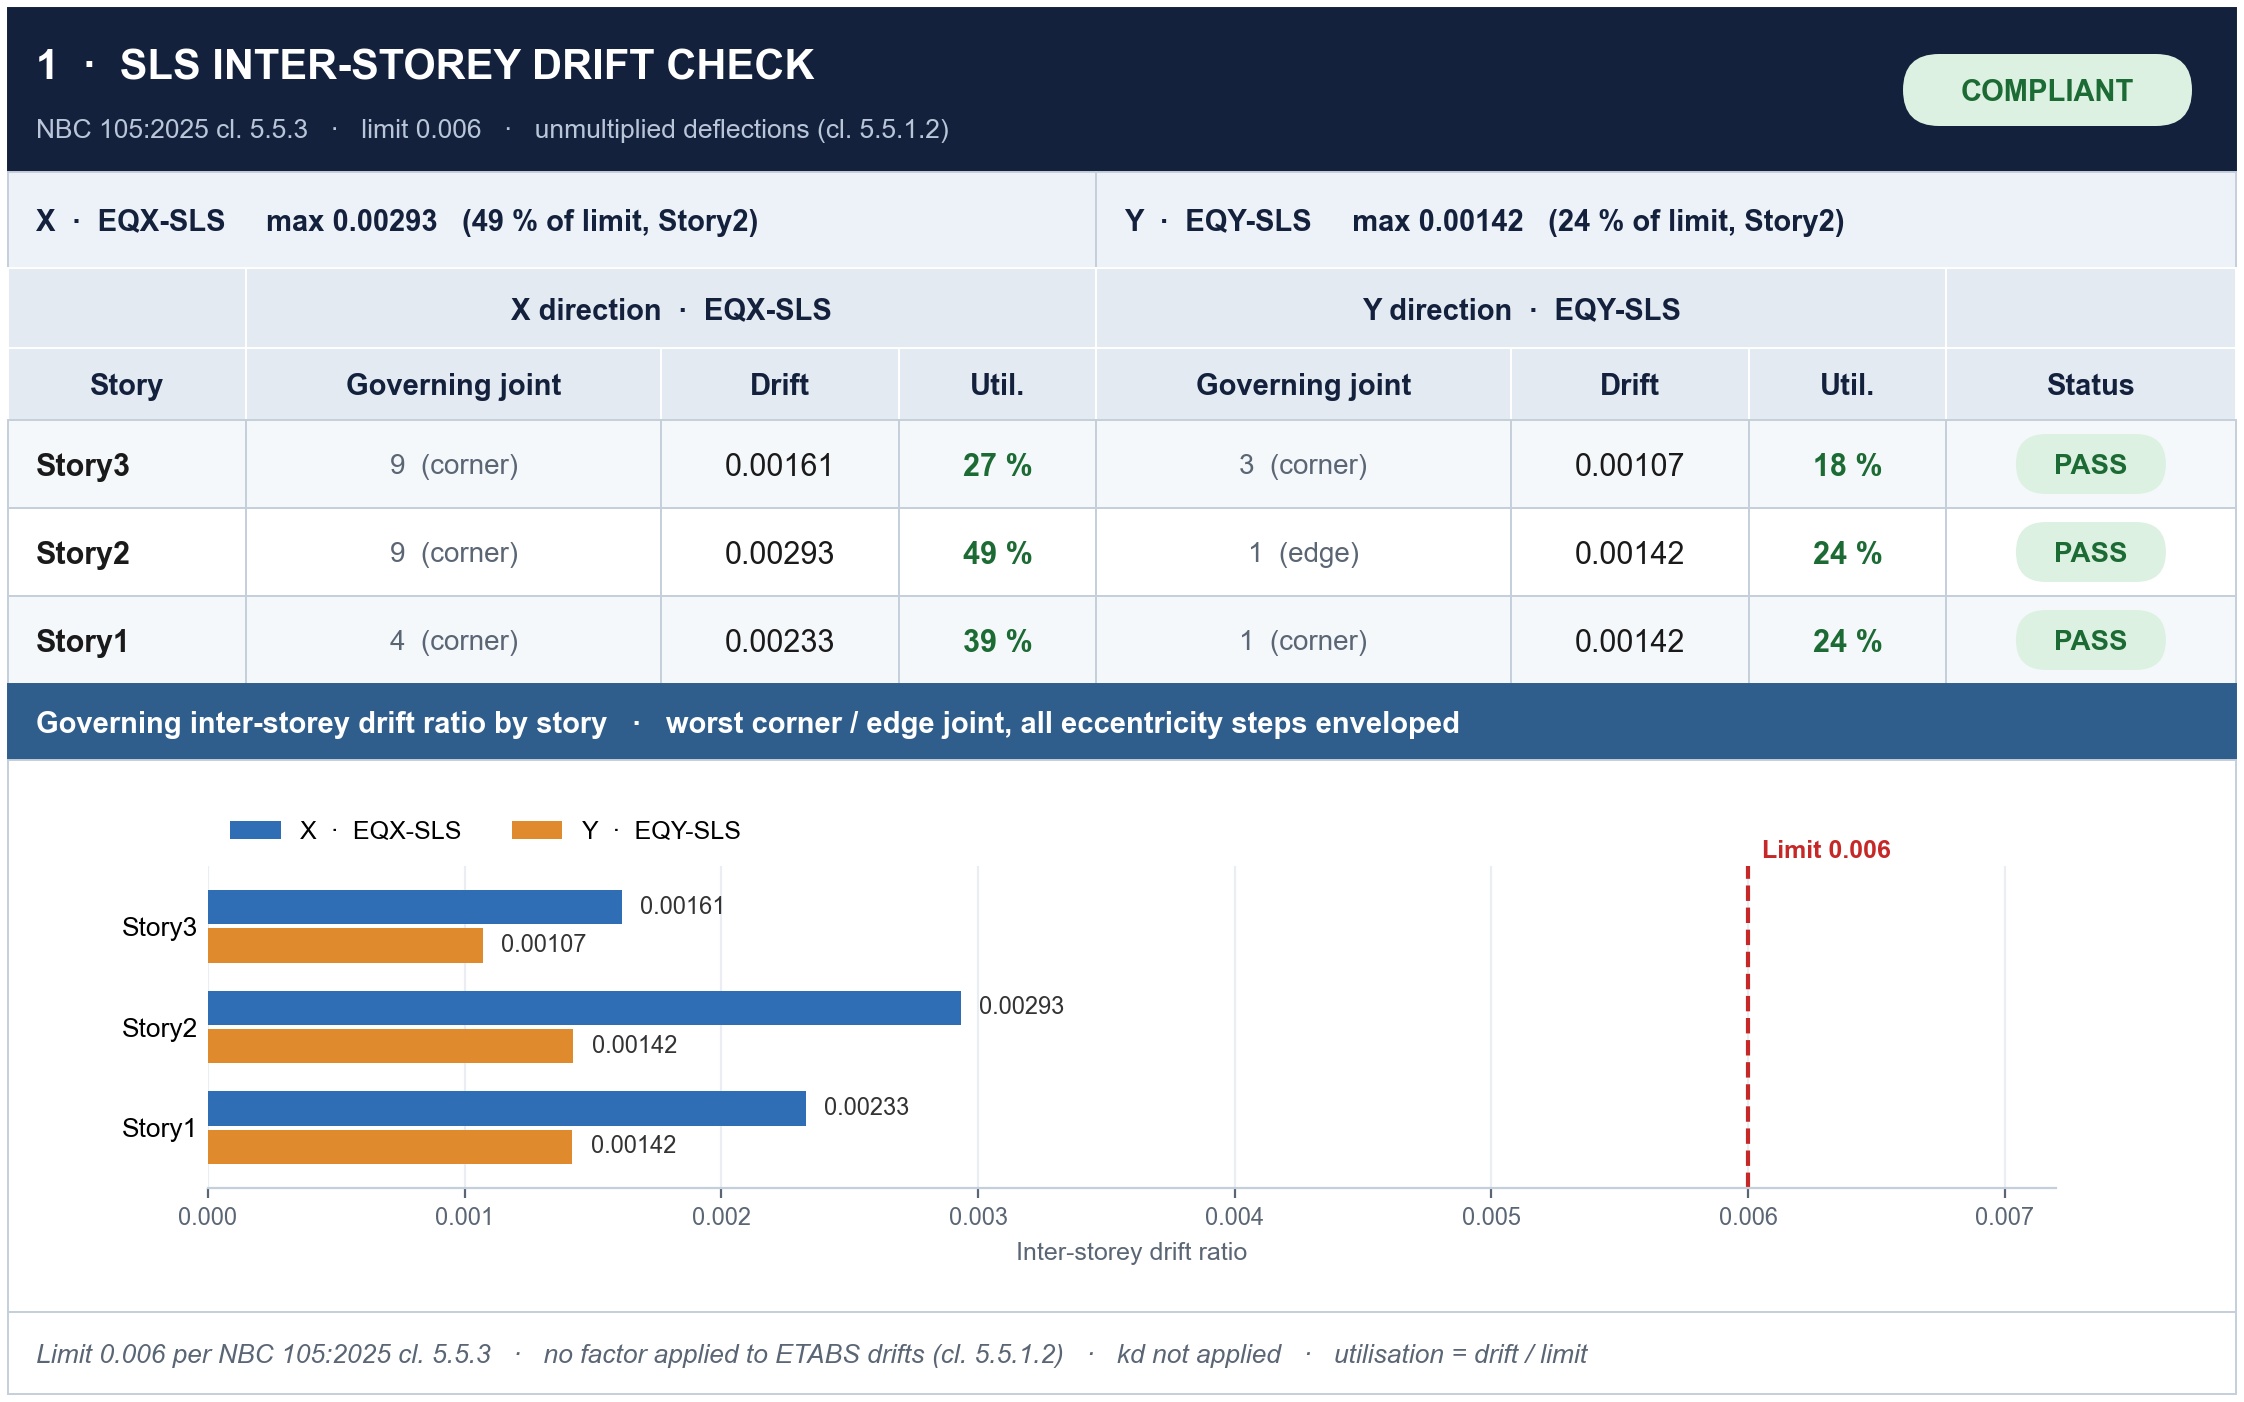 1 · SLS INTER-STOREY DRIFT CHECK
COMPLIANT
NBC 105:2025 cl. 5.5.3 · limit 0.006 · unmultiplied deflections (cl. 5.5.1.2)
X · EQX-SLS max 0.00293 (49 % of limit, Story2)
Y · EQY-SLS max 0.00142 (24 % of limit, Story2)
X direction · EQX-SLS Y direction · EQY-SLS
Story Governing joint Drift Util. Governing joint Drift Util. Status
Story3 9 (corner) 0.00161 27 % 3 (corner) 0.00107 18 % PASS
Story2 9 (corner) 0.00293 49 % 1 (edge) 0.00142 24 % PASS
Story1 4 (corner) 0.00233 39 % 1 (corner) 0.00142 24 % PASS
Governing inter-storey drift ratio by story · worst corner / edge joint, all eccentricity steps enveloped
X · EQX-SLS Y · EQY-SLS
Limit 0.006
Story3
0.00161
0.00107
Story2
0.00293
0.00142
Story1
0.00233
0.00142
0.000 0.001 0.002 0.003 0.004 0.005 0.006 0.007
Inter-storey drift ratio
Limit 0.006 per NBC 105:2025 cl. 5.5.3 · no factor applied to ETABS drifts (cl. 5.5.1.2) · kd not applied · utilisation = drift / limit